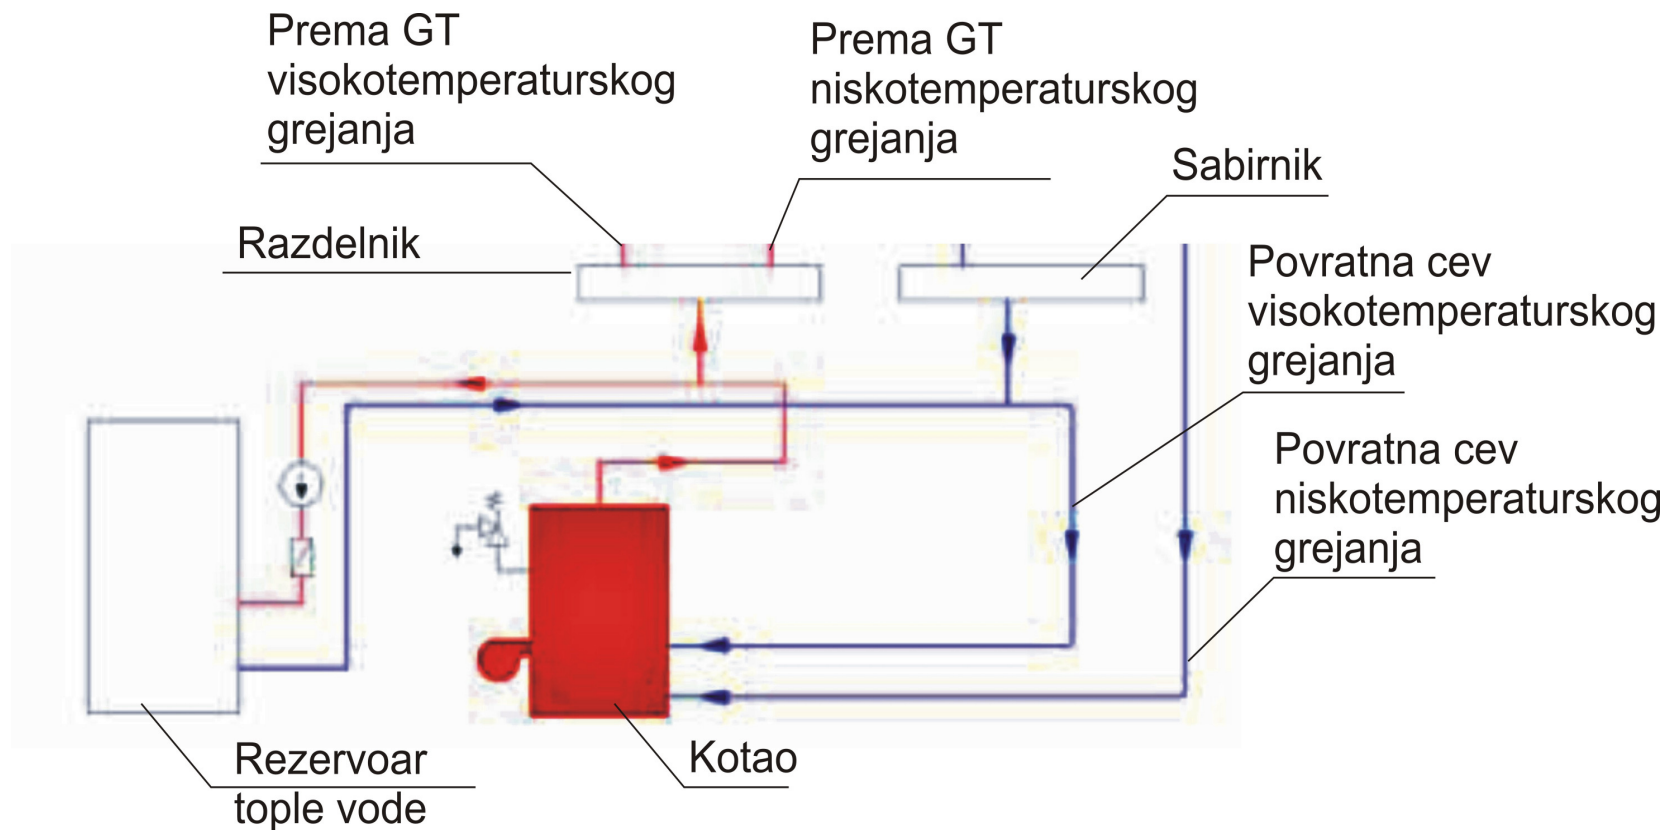 Prema GT
visokotemperaturskog
grejanja
Prema GT
niskotemperaturskog
grejanja
Sabirnik
Razdelnik
Povratna cev
visokotemperaturskog
grejanja
Povratna cev
niskotemperaturskog
grejanja
Rezervoar
tople vode
Kotao